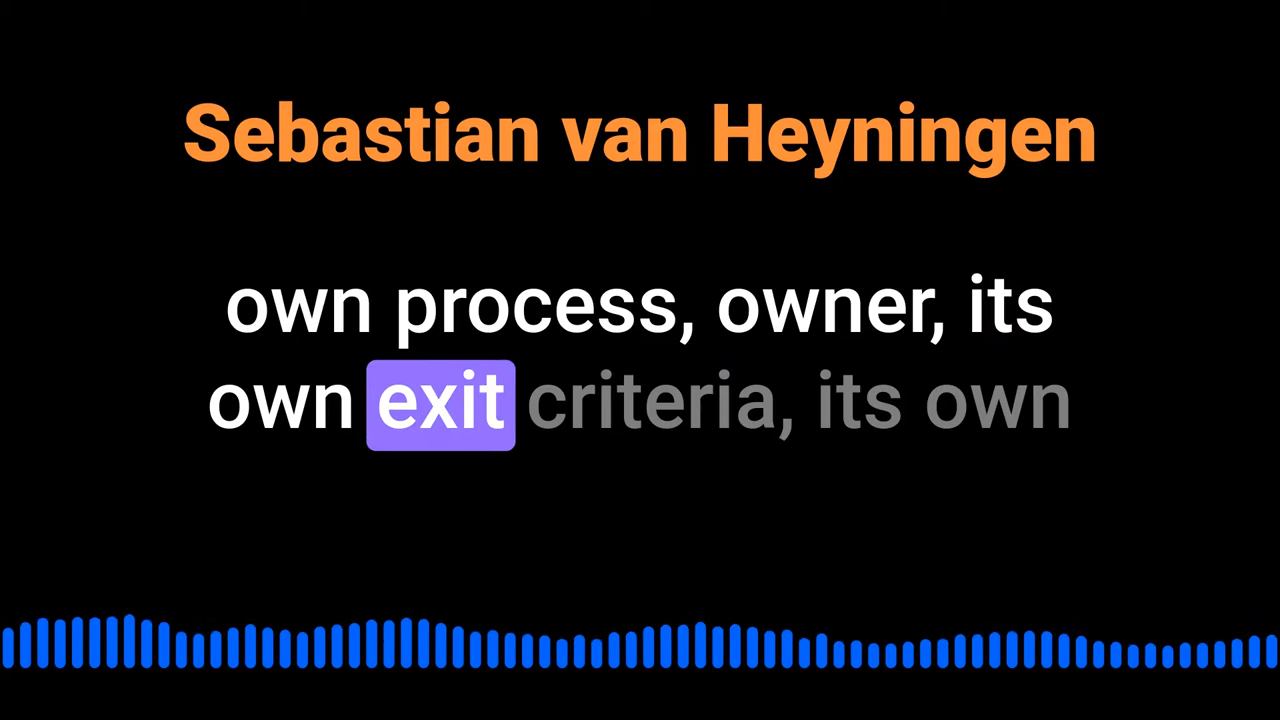 Sebastian van Heyningen
own process, owner, its
own exit criteria, its own